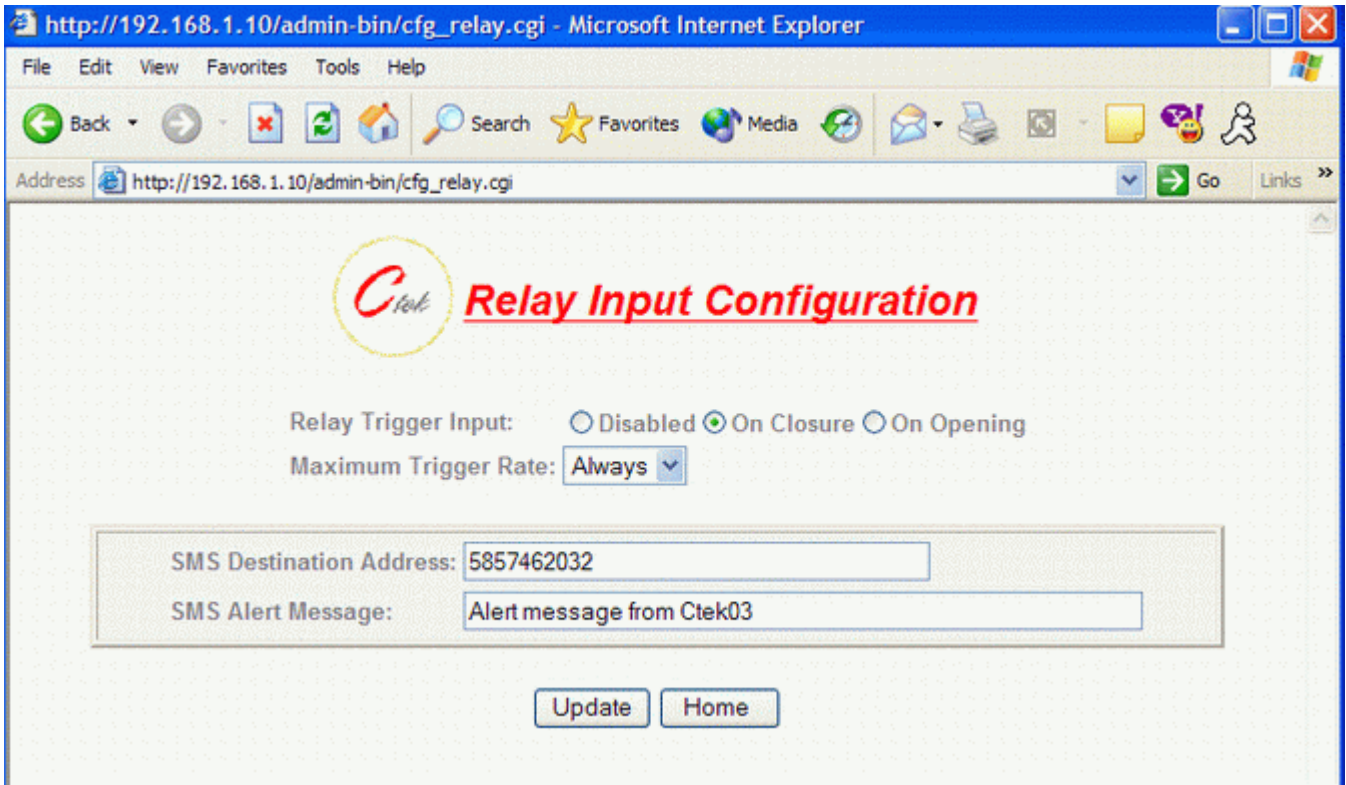 http://192.168.1.10/admin-bin/cfg_relay.cgi - Microsoft Internet Explorer
File Edit View Favorites Tools Help
Back Search Favorites Media
Address http://192.168.1.10/admin-bin/cfg_relay.cgi Go Links »
Ctek Relay Input Configuration
Relay Trigger Input: Disabled On Closure On Opening
Maximum Trigger Rate: Always
SMS Destination Address: 5857462032
SMS Alert Message: Alert message from Ctek03
Update Home